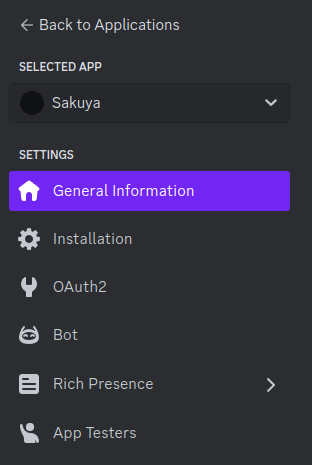 Back to Applications
SELECTED APP
Sakuya
SETTINGS
General Information
Installation
OAuth2
Bot
Rich Presence
App Testers